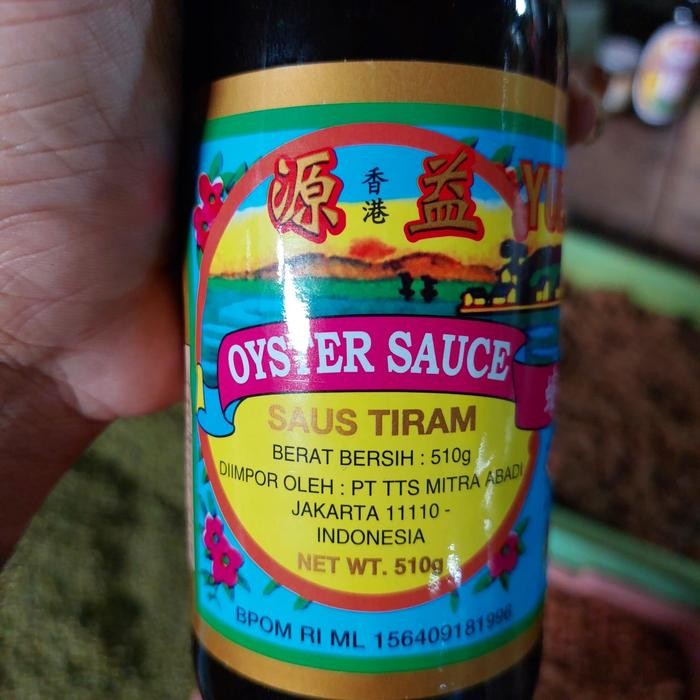 源 香港 益
OYSTER SAUCE
SAUS TIRAM
BERAT BERSIH : 510g
DIIMPOR OLEH : PT TTS MITRA ABADI
JAKARTA 11110 -
INDONESIA
NET WT. 510g
BPOM RI ML 156409181996